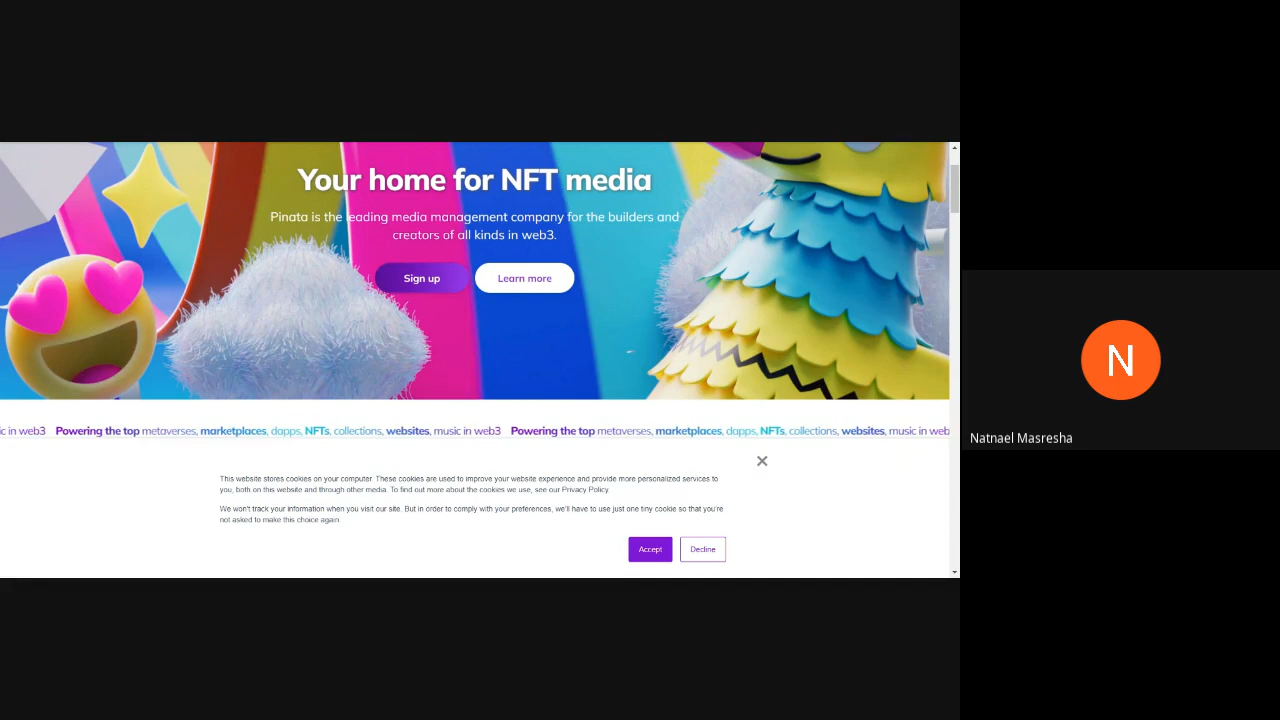 Your home for NFT media
Pinata is the leading media management company for the builders and
creators of all kinds in web3.
Sign up
Learn more
ic in web3 Powering the top metaverses, marketplaces, dapps, NFTs, collections, websites, music in web3 Powering the top metaverses, marketplaces, dapps, NFTs, collections, websites, music in web
This website stores cookies on your computer. These cookies are used to improve your website experience and provide more personalized services to
you, both on this website and through other media. To find out more about the cookies we use, see our Privacy Policy.
We won't track your information when you visit our site. But in order to comply with your preferences, we'll have to use just one tiny cookie so that you're
not asked to make this choice again.
Accept
Decline
N
Natnael Masresha